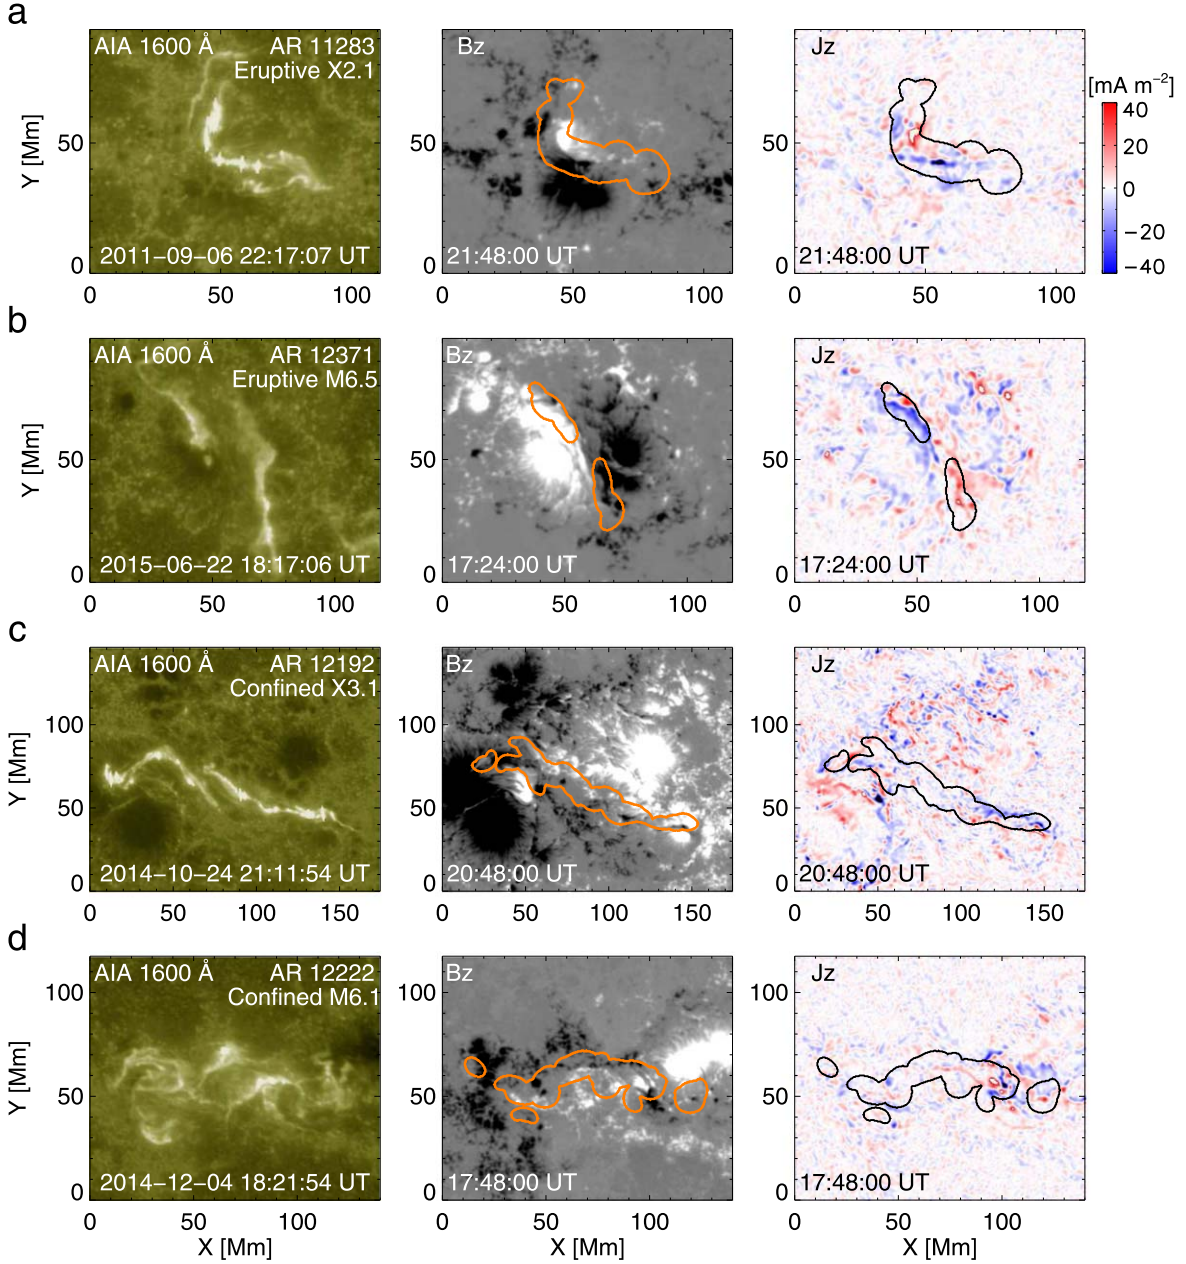 a
AIA 1600 Å AR 11283
Eruptive X2.1
2011−09−06 22:17:07 UT
Y [Mm]
50
0
0 50 100
Bz
21:48:00 UT
0 50 100
Jz
21:48:00 UT
0 50 100
[mA m−2]
40
20
0
−20
−40
b
AIA 1600 Å AR 12371
Eruptive M6.5
2015−06−22 18:17:06 UT
Y [Mm]
50
0
0 50 100
Bz
17:24:00 UT
50
0
0 50 100
Jz
17:24:00 UT
50
0
0 50 100
c
AIA 1600 Å AR 12192
Confined X3.1
2014−10−24 21:11:54 UT
Y [Mm]
100
50
0
0 50 100 150
Bz
20:48:00 UT
100
50
0
0 50 100 150
Jz
20:48:00 UT
100
50
0
0 50 100 150
d
AIA 1600 Å AR 12222
Confined M6.1
2014−12−04 18:21:54 UT
Y [Mm]
100
50
0
0 50 100
X [Mm]
Bz
17:48:00 UT
100
50
0
0 50 100
X [Mm]
Jz
17:48:00 UT
100
50
0
0 50 100
X [Mm]